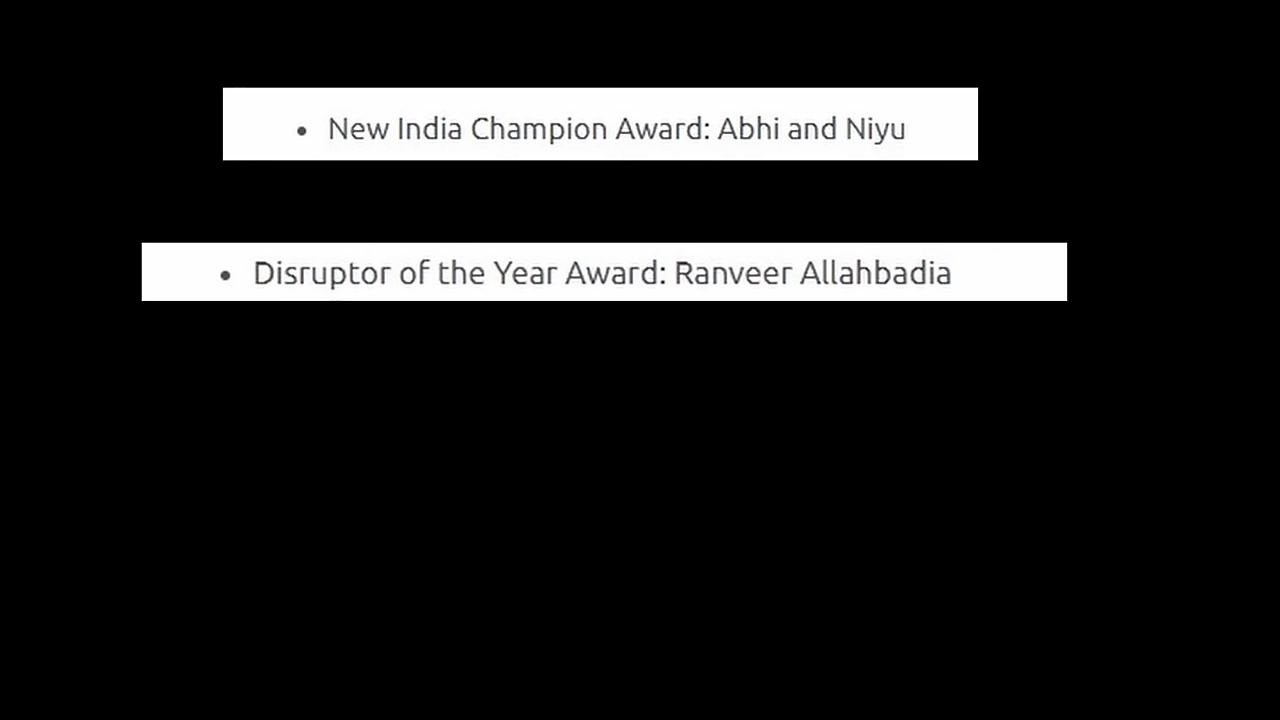 • New India Champion Award: Abhi and Niyu
• Disruptor of the Year Award: Ranveer Allahbadia